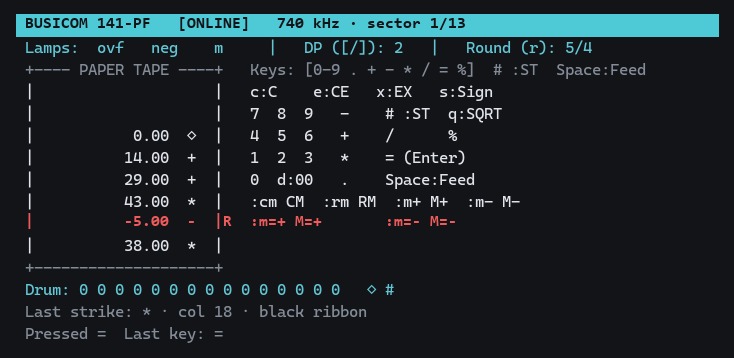 BUSICOM 141-PF   [ONLINE]   740 kHz · sector 1/13
Lamps:  ovf   neg    m     |   DP ([/]): 2   |   Round (r): 5/4
+---- PAPER TAPE ----+   Keys: [0-9 . + - * / = %]  # :ST  Space:Feed
|                    |   c:C    e:CE   x:EX   s:Sign
|                    |   7  8  9   -    # :ST  q:SQRT
|           0.00  ◇  |   4  5  6   +    /      %
|          14.00  +  |   1  2  3   *    = (Enter)
|          29.00  +  |   0  d:00   .    Space:Feed
|          43.00  *  |   :cm CM  :rm RM  :m+ M+  :m- M-
|          -5.00  -  |R  :m=+ M=+       :m=- M=-
|          38.00  *  |
+--------------------+
Drum: 0 0 0 0 0 0 0 0 0 0 0 0 0 0 0   ◇ #
Last strike: * · col 18 · black ribbon
Pressed =  Last key: =